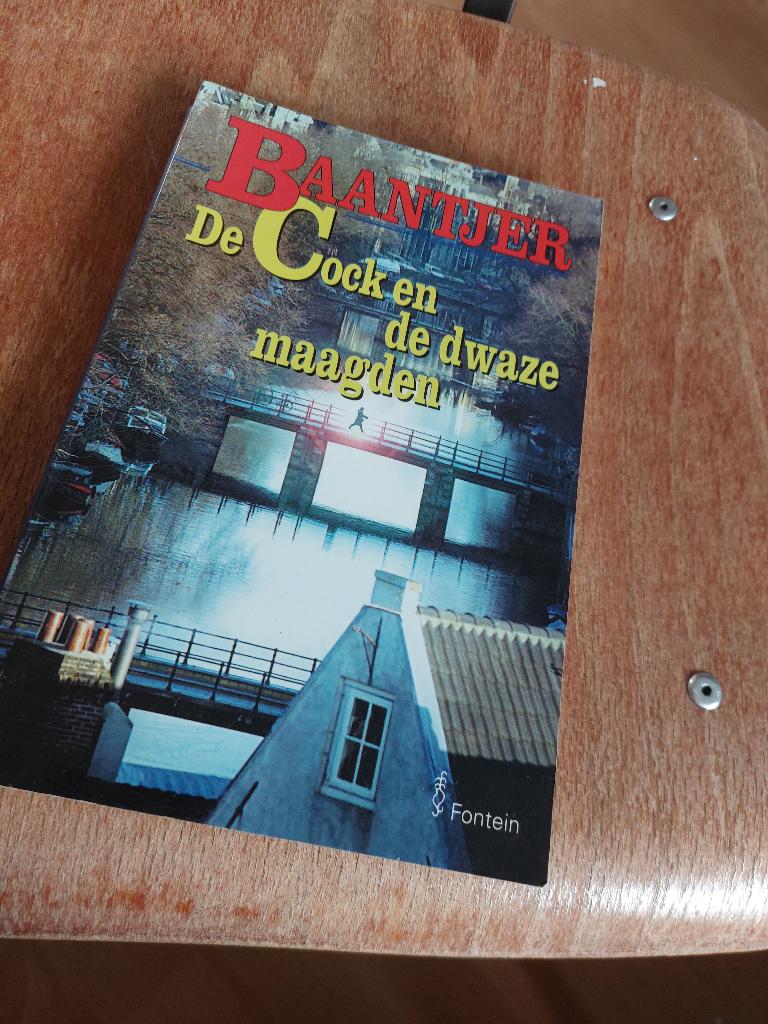 BAANTJER
De Cock en
de dwaze
maagden
Fontein